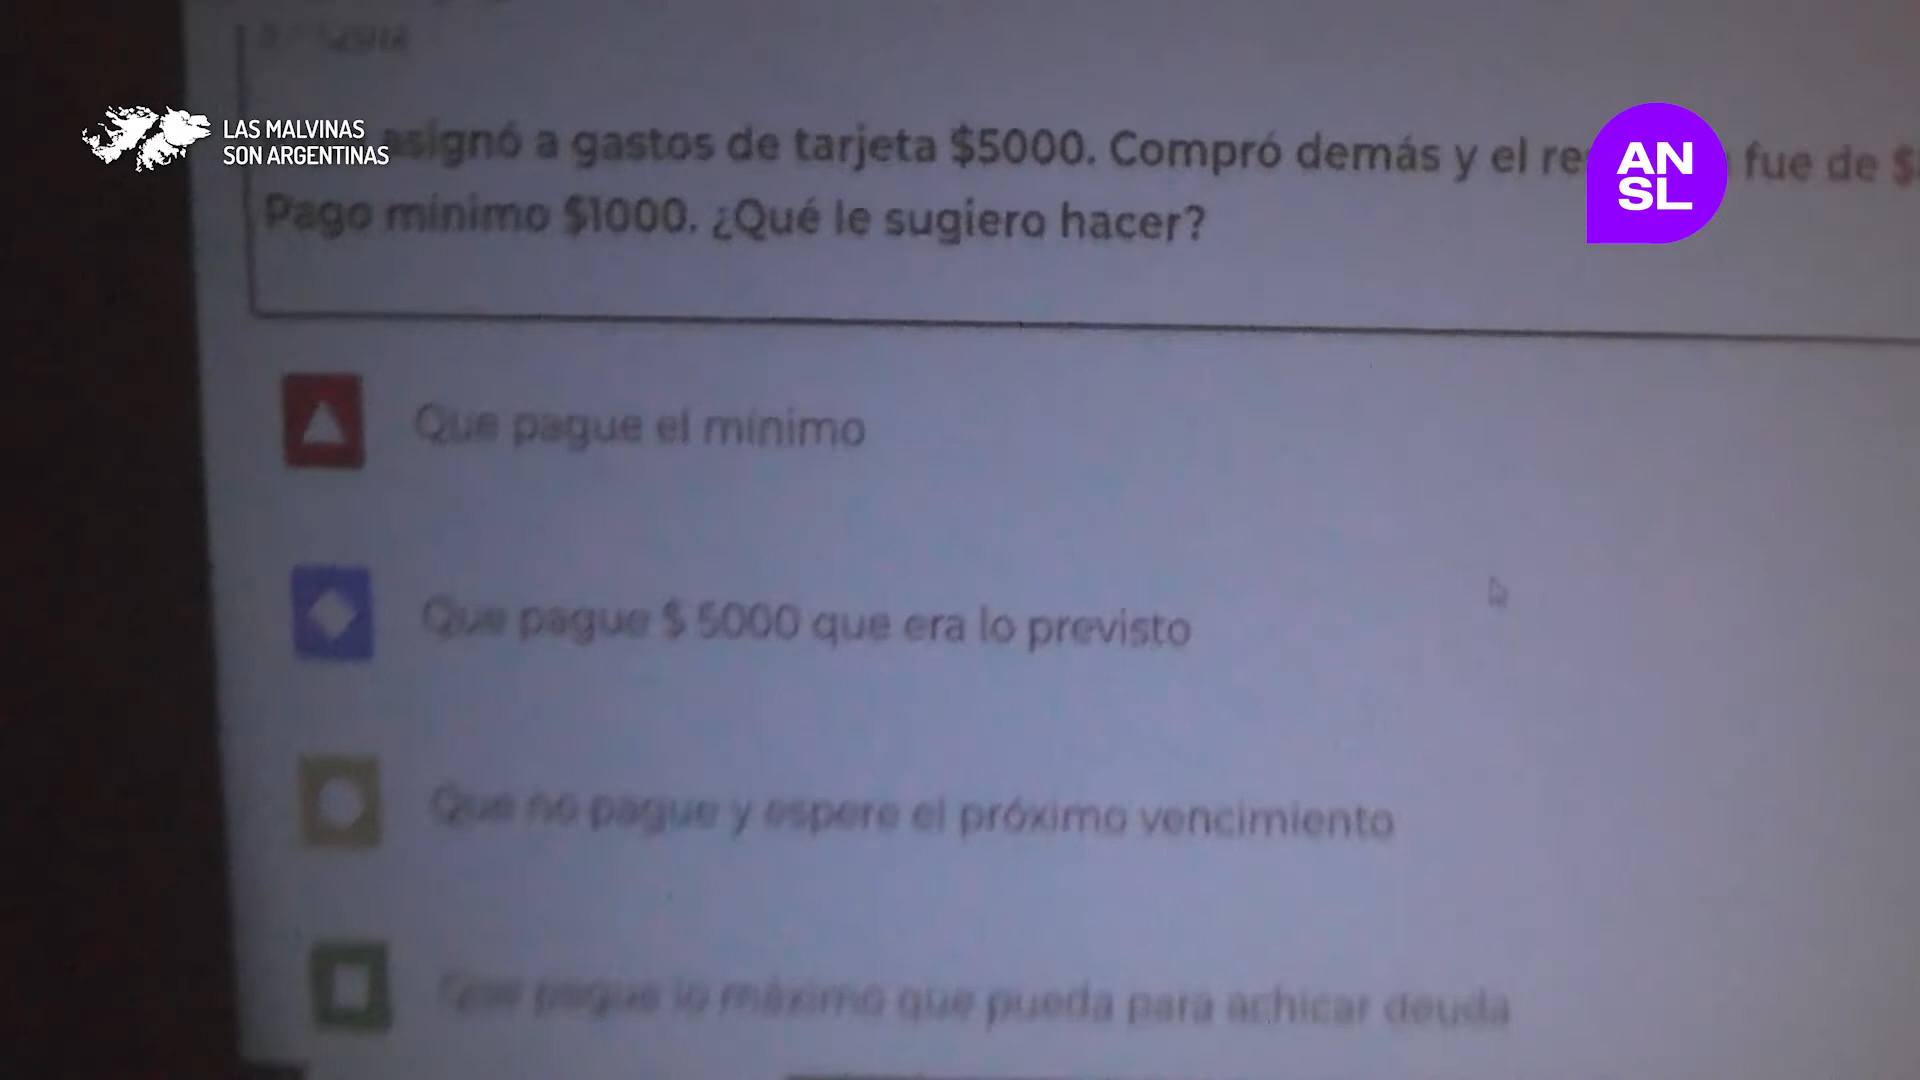 LAS MALVINAS
SON ARGENTINAS
asignó a gastos de tarjeta $5000. Compró demás y el re fue de $
AN
SL
Pago mínimo $1000. ¿Qué le sugiero hacer?
Que pague el mínimo
Que pague $ 5000 que era lo previsto
Que no pague y espere el próximo vencimiento
Que pague lo máximo que pueda para achicar deuda